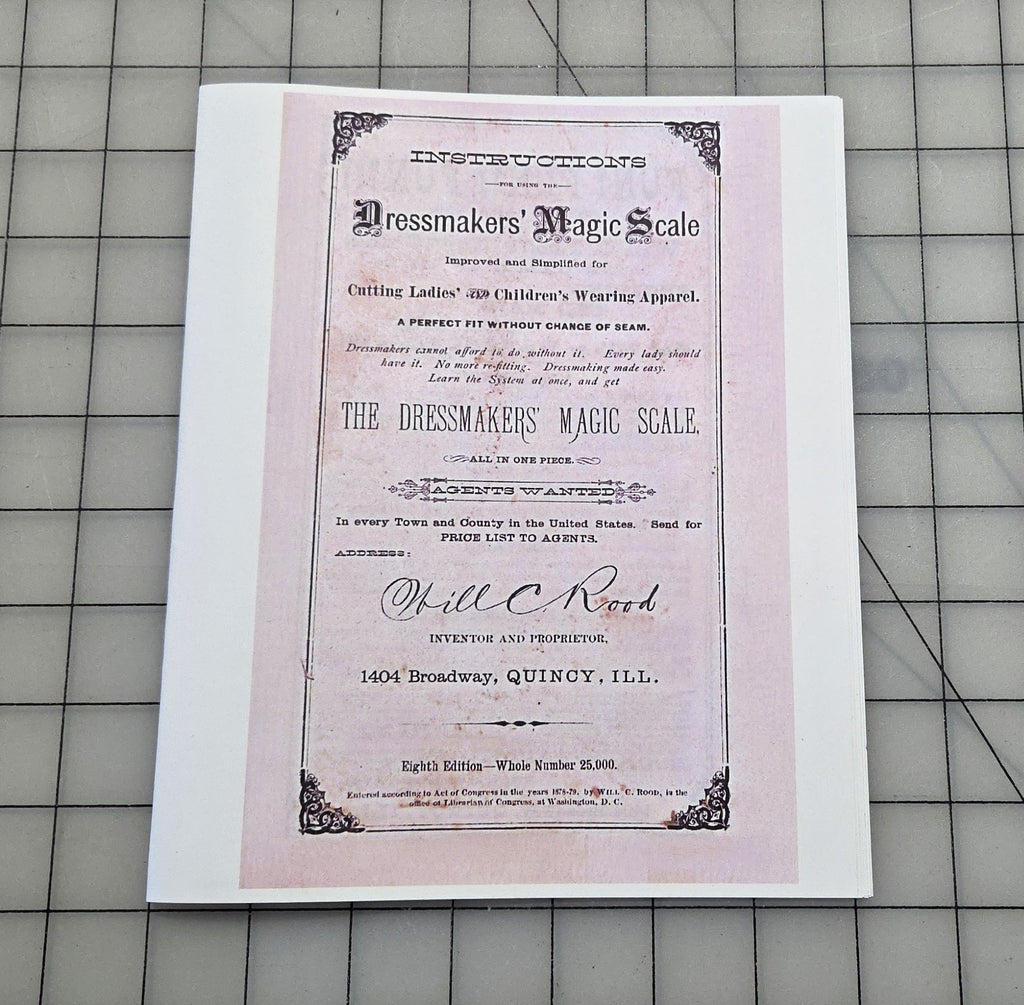 INSTRUCTIONS
—FOR USING THE—
Dressmakers' Magic Scale
Improved and Simplified for
Cutting Ladies' AND Children's Wearing Apparel.
A PERFECT FIT WITHOUT CHANGE OF SEAM.
Dressmakers cannot afford to do without it. Every lady should
have it. No more re-fitting. Dressmaking made easy.
Learn the System at once, and get
THE DRESSMAKERS' MAGIC SCALE,
ALL IN ONE PIECE.
AGENTS WANTED
In every Town and County in the United States. Send for
PRICE LIST TO AGENTS.
ADDRESS:
Will C. Rood
INVENTOR AND PROPRIETOR,
1404 Broadway, QUINCY, ILL.
Eighth Edition—Whole Number 25,000.
Entered according to Act of Congress in the years 1878-79, by WILL C. ROOD, in the
office of Librarian of Congress, at Washington, D. C.